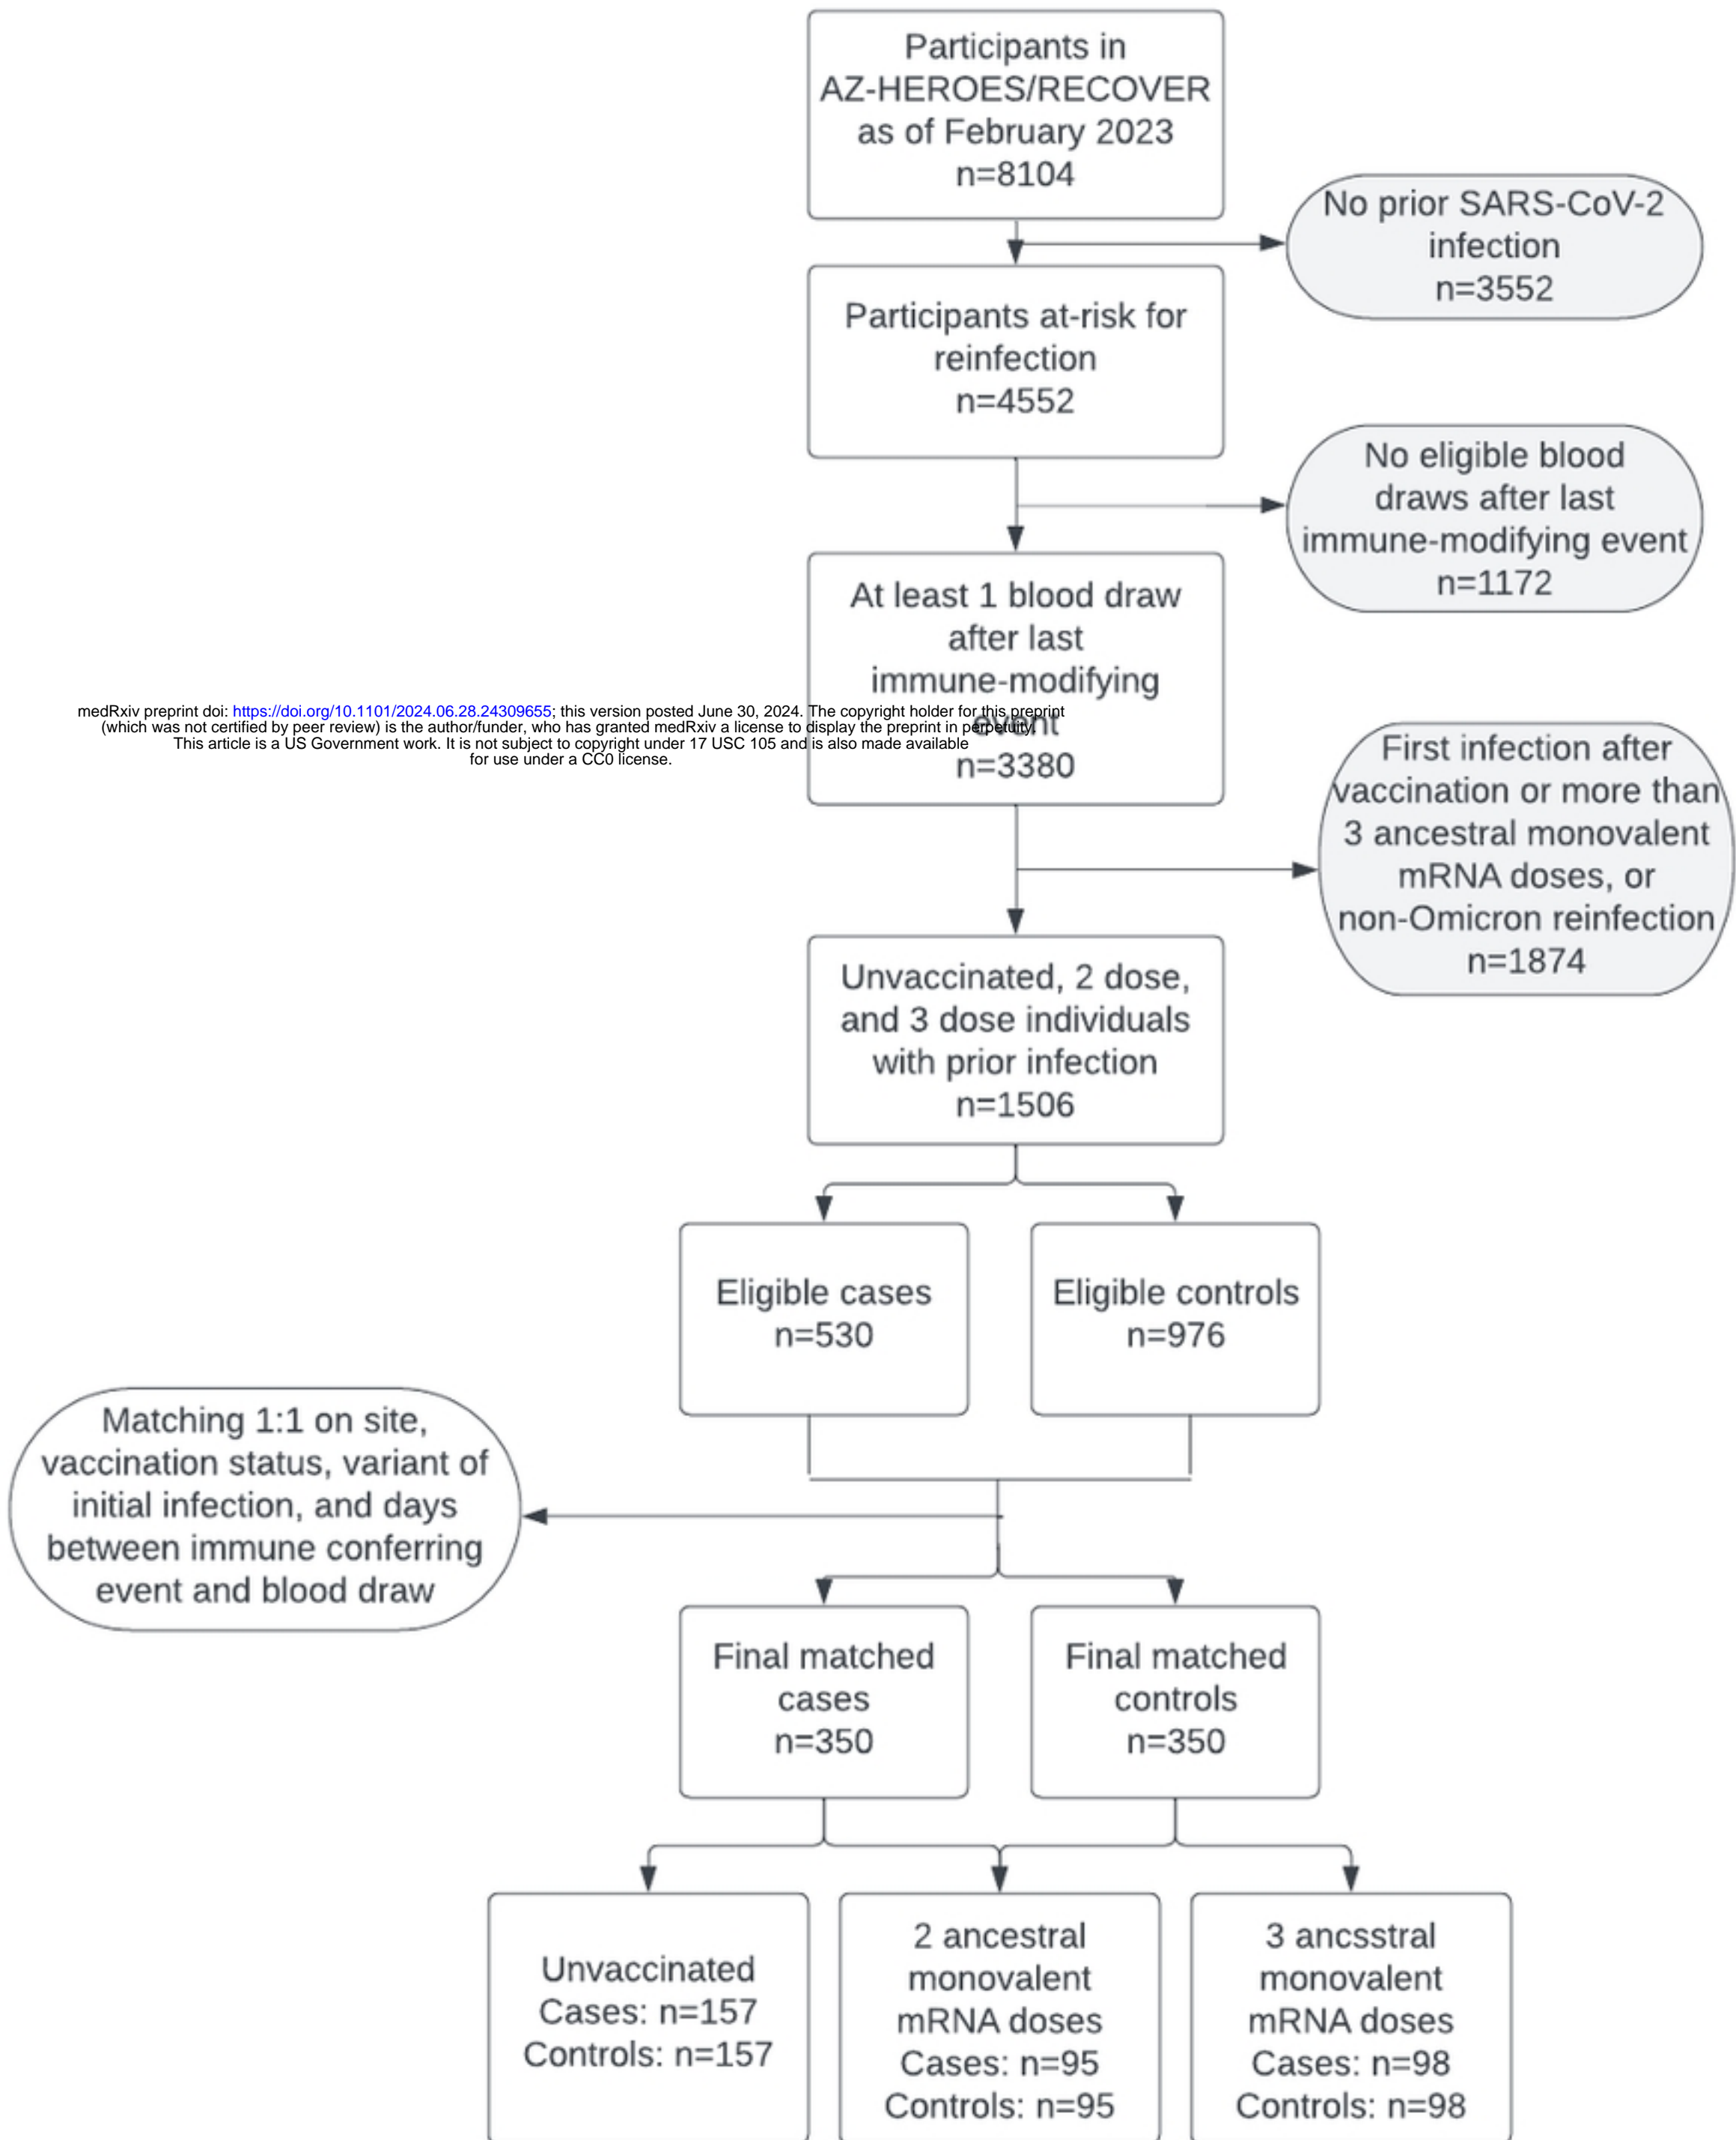 Participants in
AZ-HEROES/RECOVER
as of February 2023
n=8104
No prior SARS-CoV-2
infection
n=3552
Participants at-risk for
reinfection
n=4552
No eligible blood
draws after last
immune-modifying event
n=1172
At least 1 blood draw
after last
immune-modifying
event
n=3380
medRxiv preprint doi: https://doi.org/10.1101/2024.06.28.24309655; this version posted June 30, 2024. The copyright holder for this preprint
(which was not certified by peer review) is the author/funder, who has granted medRxiv a license to display the preprint in perpetuity.
This article is a US Government work. It is not subject to copyright under 17 USC 105 and is also made available
for use under a CC0 license.
First infection after
vaccination or more than
3 ancestral monovalent
mRNA doses, or
non-Omicron reinfection
n=1874
Unvaccinated, 2 dose,
and 3 dose individuals
with prior infection
n=1506
Eligible cases
n=530
Eligible controls
n=976
Matching 1:1 on site,
vaccination status, variant of
initial infection, and days
between immune conferring
event and blood draw
Final matched
cases
n=350
Final matched
controls
n=350
Unvaccinated
Cases: n=157
Controls: n=157
2 ancestral
monovalent
mRNA doses
Cases: n=95
Controls: n=95
3 ancsstral
monovalent
mRNA doses
Cases: n=98
Controls: n=98